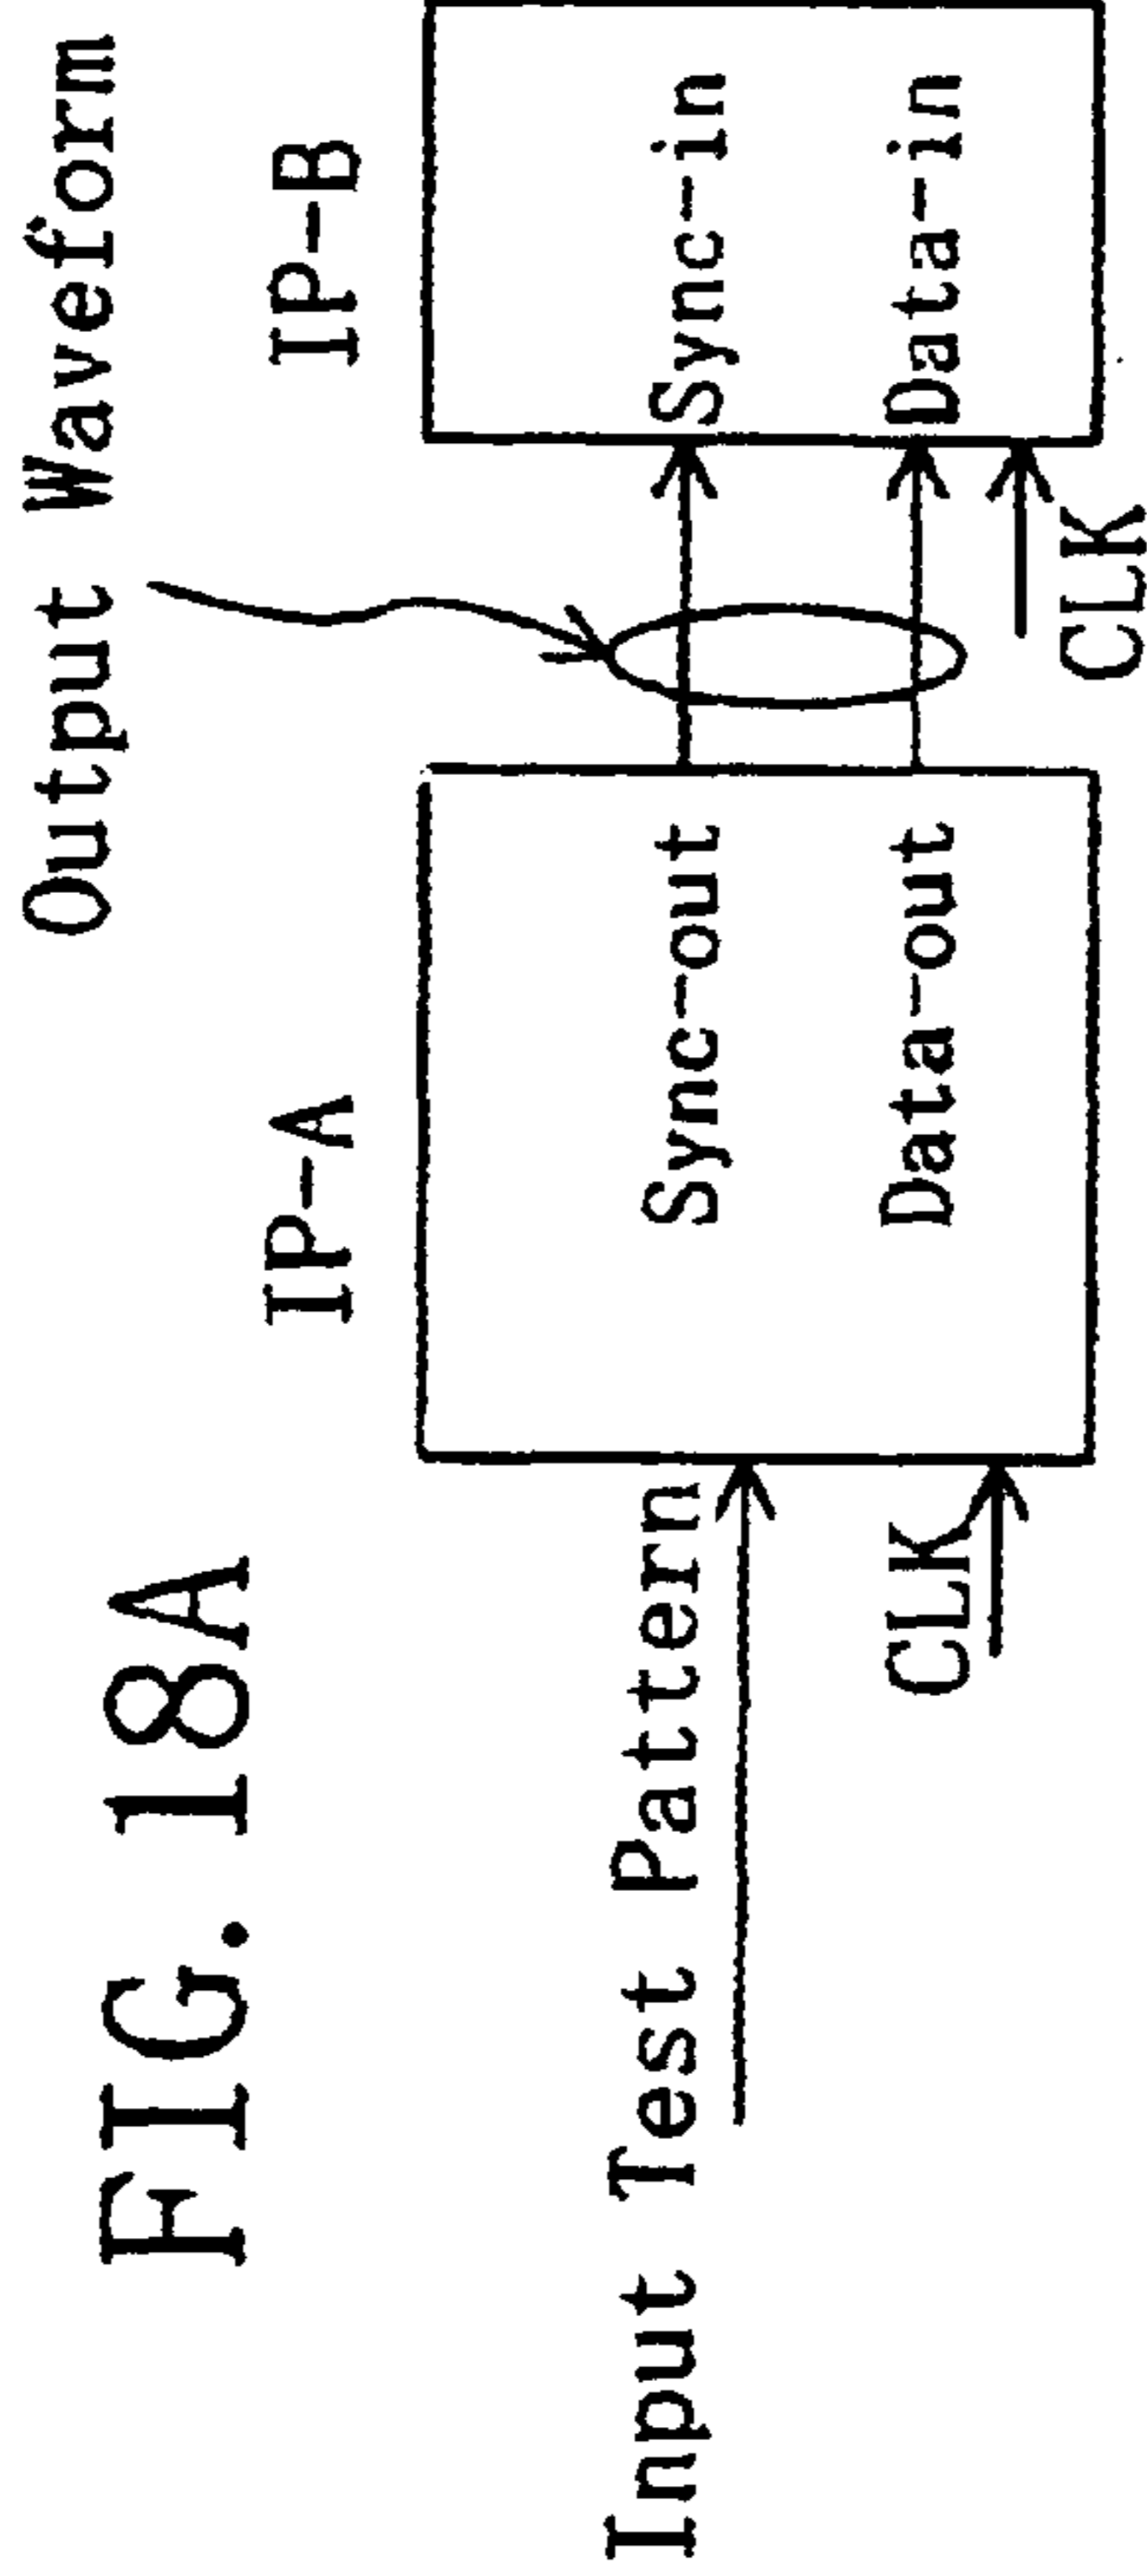 FIG. 18A
Output Waveform
IP-A
IP-B
Input Test Pattern
Sync-out
Sync-in
Data-out
Data-in
CLK
CLK